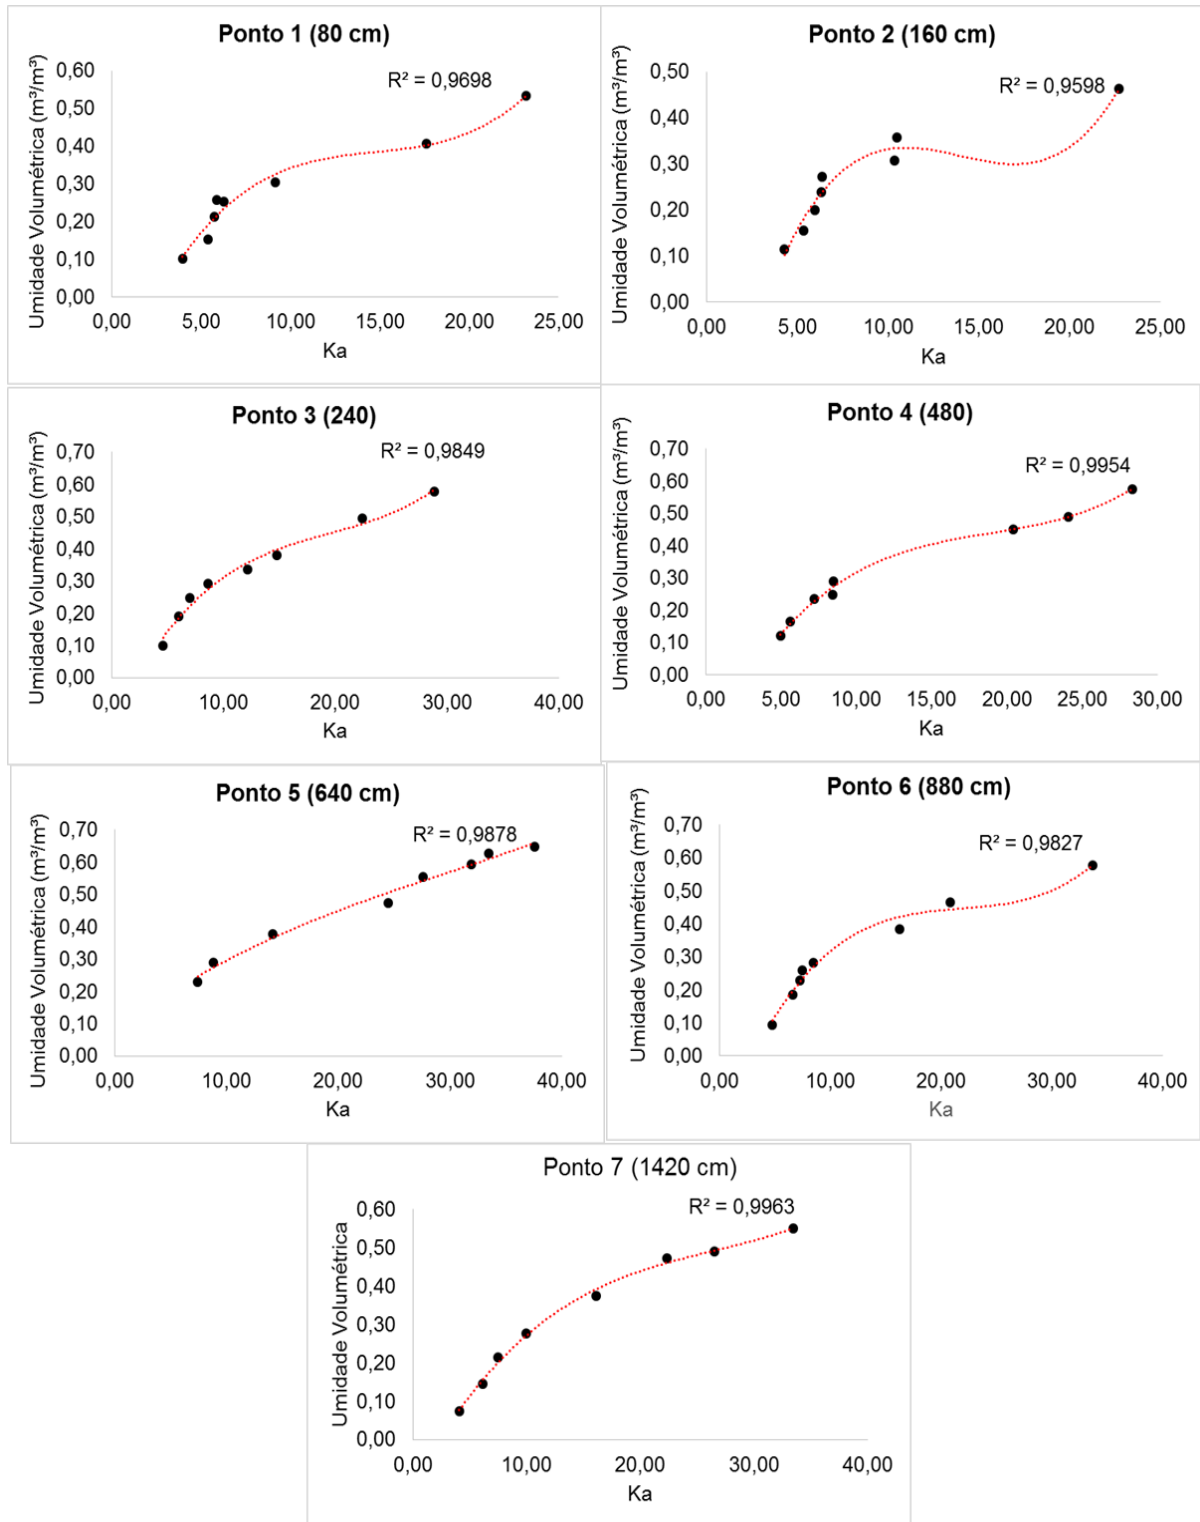 Ponto 1 (80 cm)
R² = 0,9698
Umidade Volumétrica (m³/m³)
0,60
0,50
0,40
0,30
0,20
0,10
0,00
0,00 5,00 10,00 15,00 20,00 25,00
Ka
Ponto 2 (160 cm)
R² = 0,9598
Umidade Volumétrica (m³/m³)
0,50
0,40
0,30
0,20
0,10
0,00
0,00 5,00 10,00 15,00 20,00 25,00
Ka
Ponto 3 (240)
R² = 0,9849
Umidade Volumétrica (m³/m³)
0,70
0,60
0,50
0,40
0,30
0,20
0,10
0,00
0,00 10,00 20,00 30,00 40,00
Ka
Ponto 4 (480)
R² = 0,9954
Umidade Volumétrica (m³/m³)
0,70
0,60
0,50
0,40
0,30
0,20
0,10
0,00
0,00 5,00 10,00 15,00 20,00 25,00 30,00
Ka
Ponto 5 (640 cm)
R² = 0,9878
Umidade Volumétrica (m³/m³)
0,70
0,60
0,50
0,40
0,30
0,20
0,10
0,00
0,00 10,00 20,00 30,00 40,00
Ka
Ponto 6 (880 cm)
R² = 0,9827
Umidade Volumétrica (m³/m³)
0,70
0,60
0,50
0,40
0,30
0,20
0,10
0,00
0,00 10,00 20,00 30,00 40,00
Ka
Ponto 7 (1420 cm)
R² = 0,9963
Umidade Volumétrica
0,60
0,50
0,40
0,30
0,20
0,10
0,00
0,00 10,00 20,00 30,00 40,00
Ka